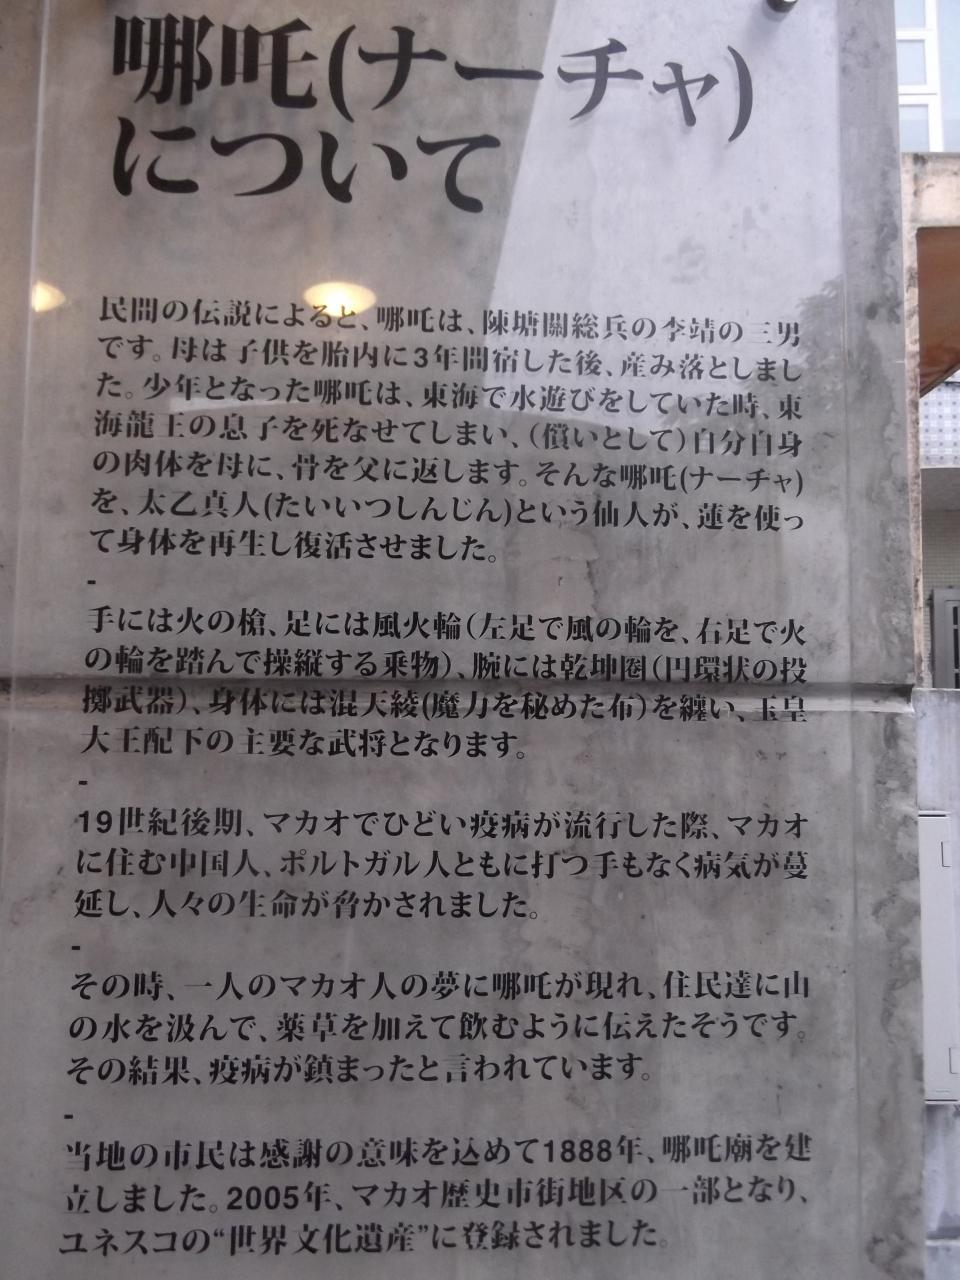 哪吒(ナーチャ)
について
民間の伝説によると、哪吒は、陳塘關総兵の李靖の三男
です。母は子供を胎内に3年間宿した後、産み落としまし
た。少年となった哪吒は、東海で水遊びをしていた時、東
海龍王の息子を死なせてしまい、(償いとして)自分自身
の肉体を母に、骨を父に返します。そんな哪吒(ナーチャ)
を、太乙真人(たいいつしんじん)という仙人が、蓮を使っ
て身体を再生し復活させました。
-
手には火の槍、足には風火輪(左足で風の輪を、右足で火
の輪を踏んで操縦する乗物)、腕には乾坤圏(円環状の投
擲武器)、身体には混天綾(魔力を秘めた布)を纏い、玉皇
大王配下の主要な武将となります。
-
19世紀後期、マカオでひどい疫病が流行した際、マカオ
に住む中国人、ポルトガル人ともに打つ手もなく病気が蔓
延し、人々の生命が脅かされました。
-
その時、一人のマカオ人の夢に哪吒が現れ、住民達に山
の水を汲んで、薬草を加えて飲むように伝えたそうです。
その結果、疫病が鎮まったと言われています。
-
当地の市民は感謝の意味を込めて1888年、哪吒廟を建
立しました。2005年、マカオ歴史市街地区の一部となり、
ユネスコの“世界文化遺産”に登録されました。